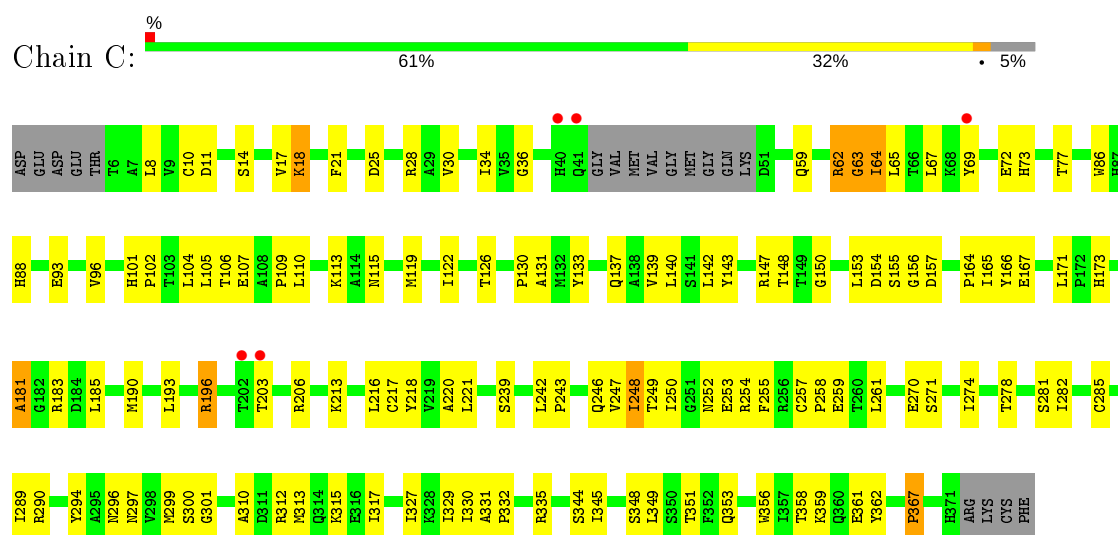 %
Chain C:
61% 32% • 5%
ASP GLU ASP GLU THR T6 A7 L8 V9 C10 D11 S14 V17 K18 F21 D25 R28 A29 V30 I34 V35 G36 H40 Q41 GLY VAL MET VAL GLY MET GLY GLN LYS D51 Q59 R62 G63 I64 L65 T66 L67 K68 Y69 E72 H73 T77 W86 H87
H88 E93 V96 H101 P102 T103 L104 L105 T106 E107 A108 P109 L110 K113 A114 N115 M119 I122 T126 P130 A131 M132 Y133 Q137 A138 V139 L140 S141 L142 Y143 R147 T148 T149 G150 L153 D154 S155 G156 D157 P164 I165 Y166 E167 L171 P172 H173
A181 G182 R183 D184 L185 M190 L193 R196 T202 T203 R206 K213 L216 C217 Y218 V219 A220 L221 S239 L242 P243 Q246 V247 I248 T249 I250 G251 N252 E253 R254 F255 R256 C257 P258 E259 T260 L261 E270 S271 I274 T278 S281 I282 C285
I289 R290 Y294 A295 N296 N297 V298 M299 S300 G301 A310 D311 R312 M313 Q314 K315 E316 I317 I327 K328 I329 I330 A331 P332 R335 S344 I345 S348 L349 S350 T351 F352 Q353 W356 I357 T358 K359 Q360 E361 Y362 P367 H371 ARG LYS CYS PHE